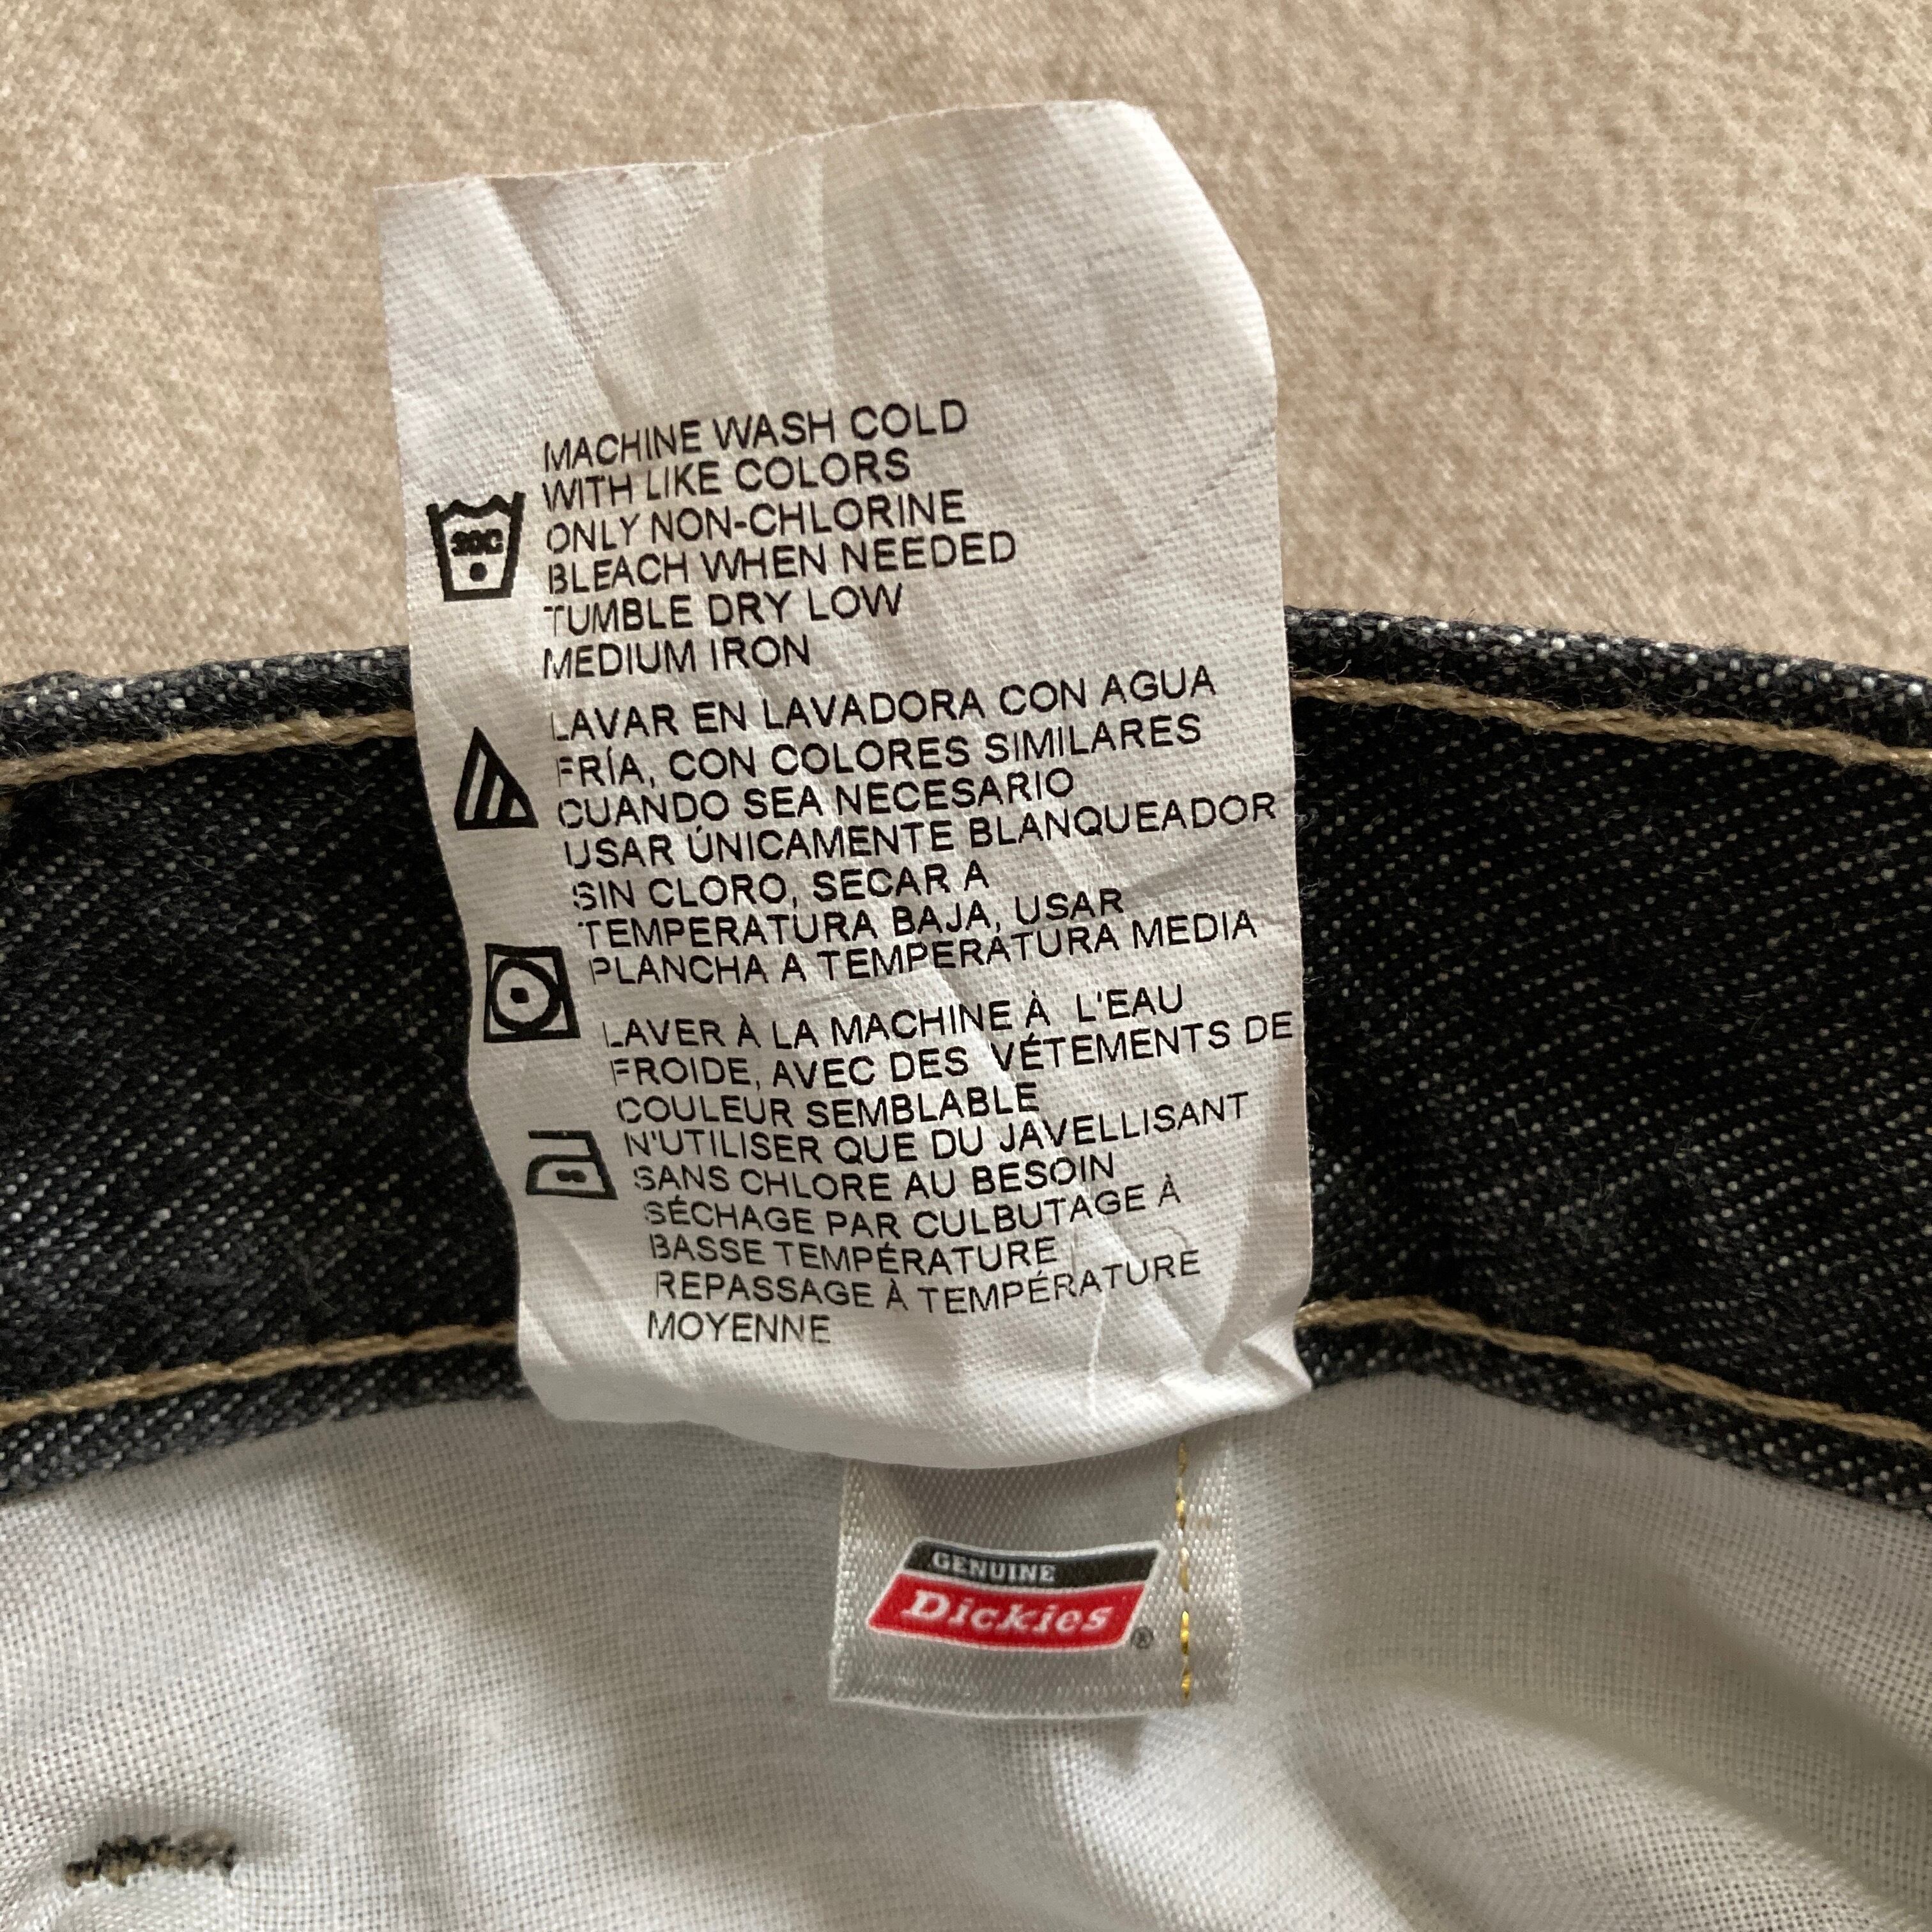 MACHINE WASH COLD
WITH LIKE COLORS
ONLY NON-CHLORINE
BLEACH WHEN NEEDED
TUMBLE DRY LOW
MEDIUM IRON
30C
LAVAR EN LAVADORA CON AGUA
FRÍA, CON COLORES SIMILARES
CUANDO SEA NECESARIO
USAR ÚNICAMENTE BLANQUEADOR
SIN CLORO, SECAR A
TEMPERATURA BAJA, USAR
PLANCHA A TEMPERATURA MEDIA
LAVER À LA MACHINE À L'EAU
FROIDE, AVEC DES VÉTEMENTS DE
COULEUR SEMBLABLE
N'UTILISER QUE DU JAVELLISANT
SANS CHLORE AU BESOIN
SÉCHAGE PAR CULBUTAGE À
BASSE TEMPÉRATURE
REPASSAGE À TEMPÉRATURE
MOYENNE
GENUINE
Dickies®